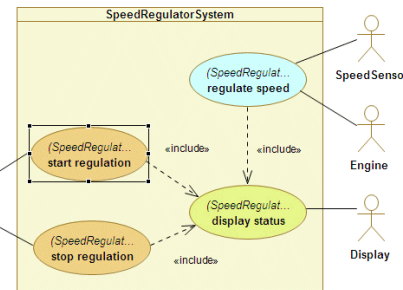 SpeedRegulatorSystem
(SpeedRegulat...
regulate speed
SpeedSenso
(SpeedRegulat...
start regulation
«include»
«include»
Engine
(SpeedRegulat...
display status
(SpeedRegulat...
stop regulation
«include»
Display